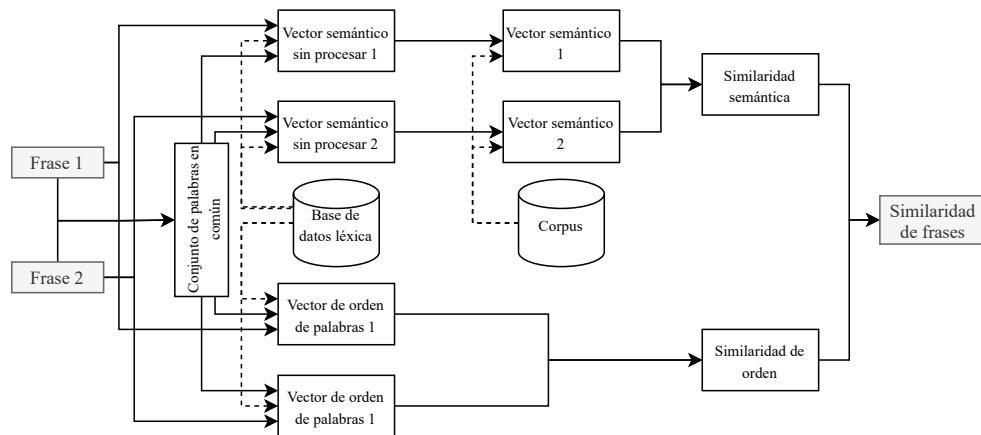 Vector semántico
sin procesar 1
Vector semántico
1
Similaridad
semántica
Vector semántico
sin procesar 2
Vector semántico
2
Frase 1
Frase 2
Conjunto de palabras en
común
Base de
datos léxica
Corpus
Similaridad
de frases
Vector de orden
de palabras 1
Similaridad de
orden
Vector de orden
de palabras 1